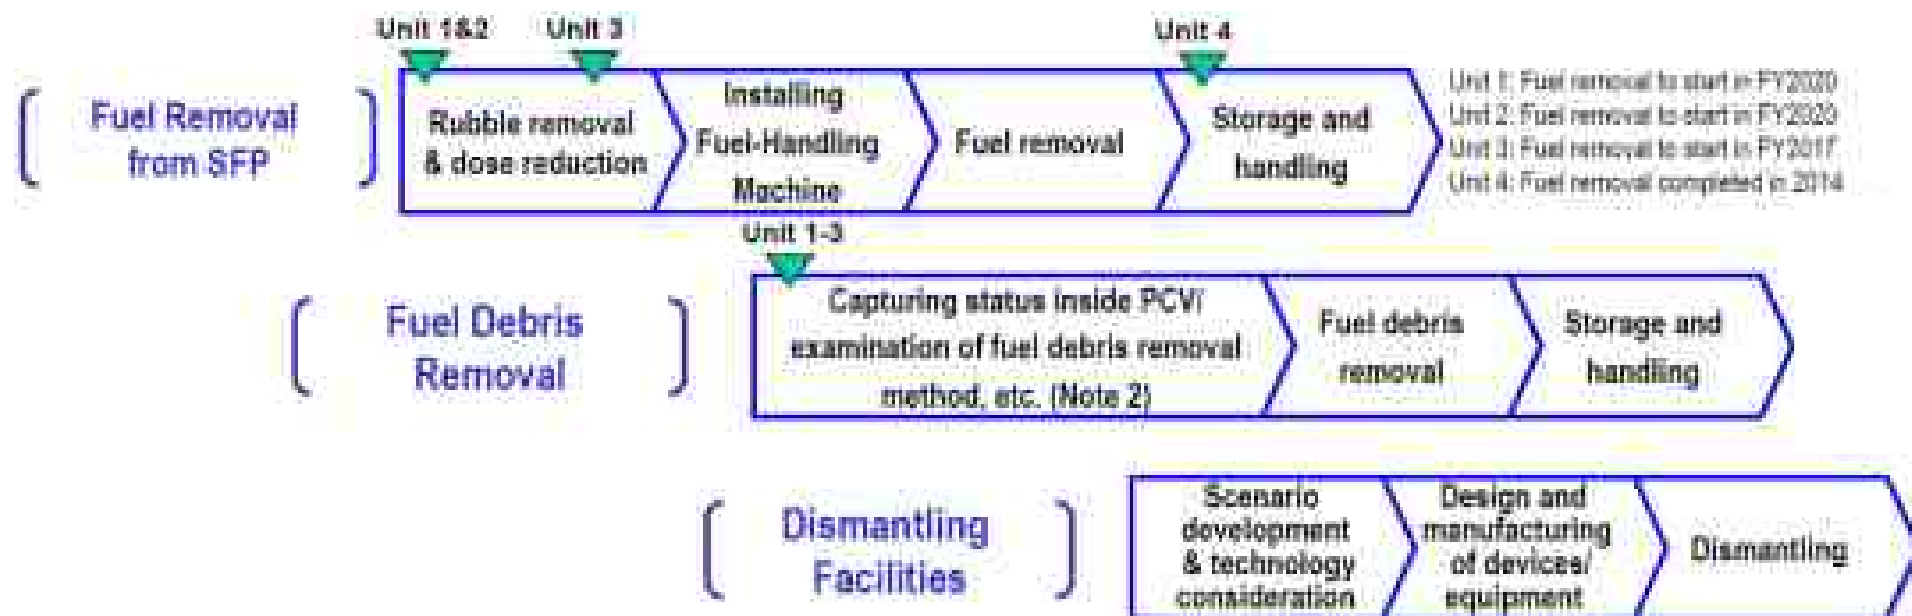 Unit 1&2
Unit 3
Unit 4
Fuel Removal
from SFP
Rubble removal
& dose reduction
Installing
Fuel-Handling
Machine
Fuel removal
Storage and
handling
Unit 1: Fuel removal to start in FY2020
Unit 2: Fuel removal to start in FY2020
Unit 3: Fuel removal to start in FY2017
Unit 4: Fuel removal completed in 2014
Unit 1-3
Fuel Debris
Removal
Capturing status inside PCV/
examination of fuel debris removal
method, etc. (Note 2)
Fuel debris
removal
Storage and
handling
Dismantling
Facilities
Scenario
development
& technology
consideration
Design and
manufacturing
of devices/
equipment
Dismantling